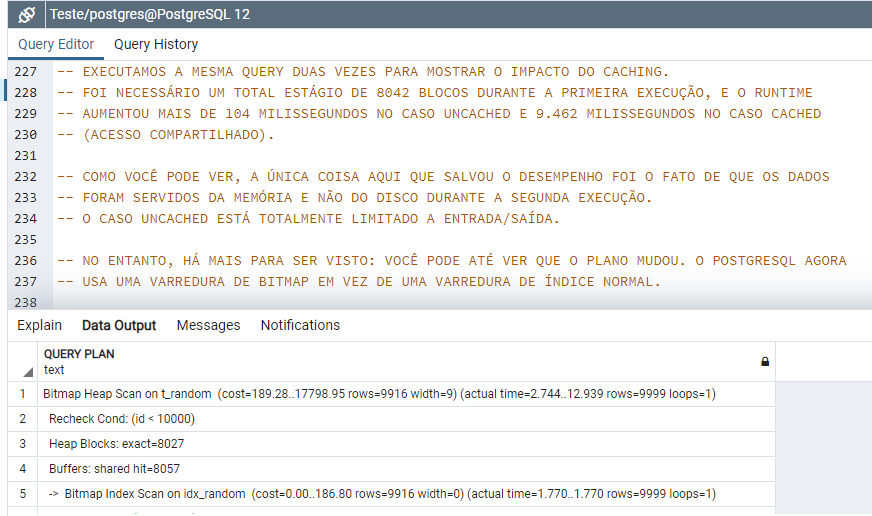 Teste/postgres@PostgreSQL 12
Query Editor Query History
227 -- EXECUTAMOS A MESMA QUERY DUAS VEZES PARA MOSTRAR O IMPACTO DO CACHING.
228 -- FOI NECESSÁRIO UM TOTAL ESTÁGIO DE 8042 BLOCOS DURANTE A PRIMEIRA EXECUÇÃO, E O RUNTIME
229 -- AUMENTOU MAIS DE 104 MILISSEGUNDOS NO CASO UNCACHED E 9.462 MILISSEGUNDOS NO CASO CACHED
230 -- (ACESSO COMPARTILHADO).
231
232 -- COMO VOCÊ PODE VER, A ÚNICA COISA AQUI QUE SALVOU O DESEMPENHO FOI O FATO DE QUE OS DADOS
233 -- FORAM SERVIDOS DA MEMÓRIA E NÃO DO DISCO DURANTE A SEGUNDA EXECUÇÃO.
234 -- O CASO UNCACHED ESTÁ TOTALMENTE LIMITADO A ENTRADA/SAÍDA.
235
236 -- NO ENTANTO, HÁ MAIS PARA SER VISTO: VOCÊ PODE ATÉ VER QUE O PLANO MUDOU. O POSTGRESQL AGORA
237 -- USA UMA VARREDURA DE BITMAP EM VEZ DE UMA VARREDURA DE ÍNDICE NORMAL.
238
Explain Data Output Messages Notifications
QUERY PLAN
text
1 Bitmap Heap Scan on t_random (cost=189.28..17798.95 rows=9916 width=9) (actual time=2.744..12.939 rows=9999 loops=1)
2 Recheck Cond: (id < 10000)
3 Heap Blocks: exact=8027
4 Buffers: shared hit=8057
5 -> Bitmap Index Scan on idx_random (cost=0.00..186.80 rows=9916 width=0) (actual time=1.770..1.770 rows=9999 loops=1)